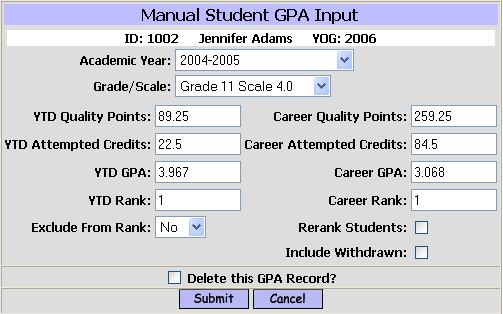 Manual Student GPA Input
ID: 1002 Jennifer Adams YOG: 2006
Academic Year: 2004-2005
Grade/Scale: Grade 11 Scale 4.0
YTD Quality Points: 89.25 Career Quality Points: 259.25
YTD Attempted Credits: 22.5 Career Attempted Credits: 84.5
YTD GPA: 3.967 Career GPA: 3.068
YTD Rank: 1 Career Rank: 1
Exclude From Rank: No Rerank Students:
Include Withdrawn:
Delete this GPA Record?
Submit Cancel